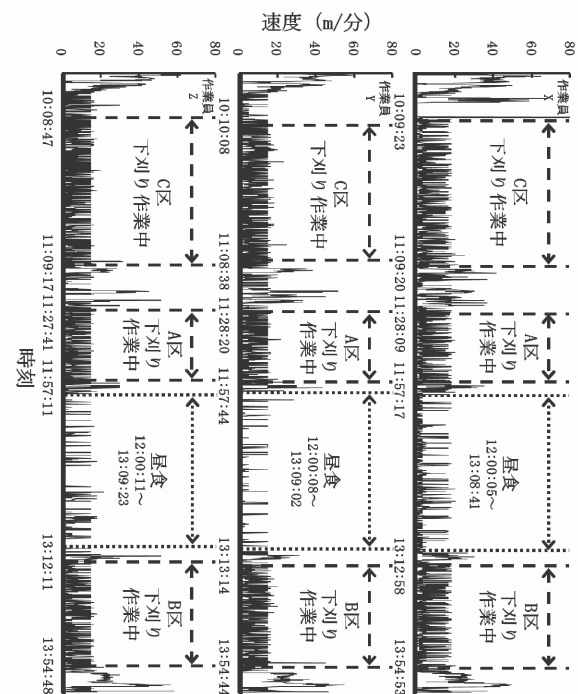 速度 (m/分)
80
60
40
20
0
作業員
X
C区
下刈り作業中
A区
下刈り
作業中
昼食
12:00:05～
13:08:41
B区
下刈り
作業中
10:09:23 11:09:20 11:28:09 11:57:17 13:12:58 13:54:53
80
60
40
20
0
作業員
Y
C区
下刈り作業中
A区
下刈り
作業中
昼食
12:00:08～
13:09:02
B区
下刈り
作業中
10:10:08 11:08:38 11:28:20 11:57:44 13:13:14 13:54:44
80
60
40
20
0
作業員
Z
C区
下刈り作業中
A区
下刈り
作業中
昼食
12:00:11～
13:09:23
B区
下刈り
作業中
10:08:47 11:09:17 11:27:41 11:57:11 13:12:11 13:54:48
時刻